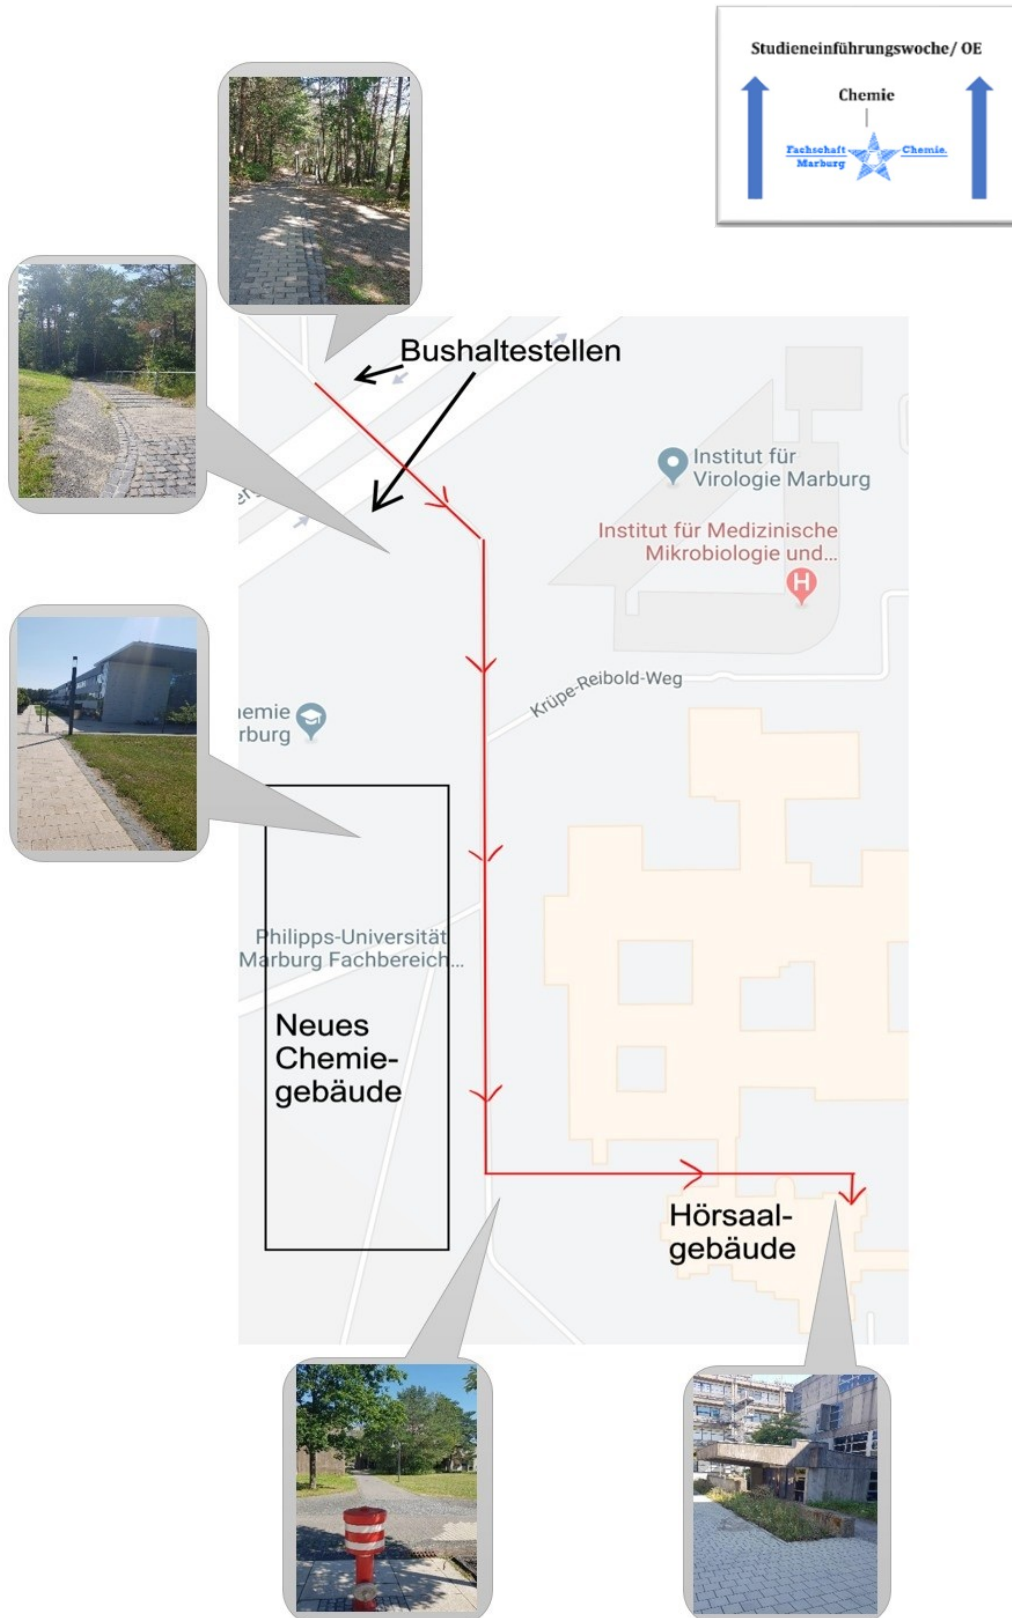 Studieneinführungswoche/ OE
Chemie
Fachschaft Chemie.
Marburg
Bushaltestellen
Institut für
Virologie Marburg
Institut für Medizinische
Mikrobiologie und...
H
Krüpe-Reibold-Weg
hemie
rburg
Philipps-Universität
Marburg Fachbereich...
Neues
Chemie-
gebäude
Hörsaal-
gebäude